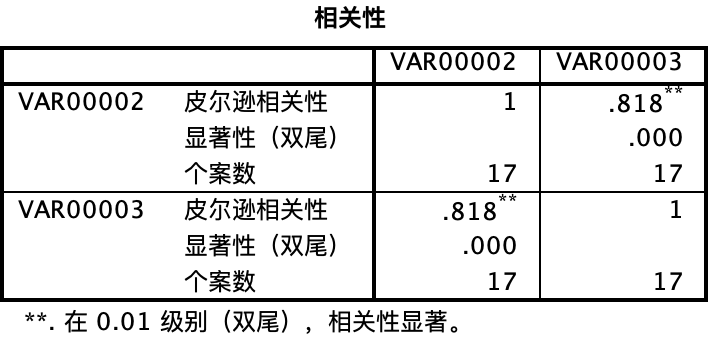 相关性
VAR00002 VAR00003
VAR00002 皮尔逊相关性 1 .818**
显著性（双尾） .000
个案数 17 17
VAR00003 皮尔逊相关性 .818** 1
显著性（双尾） .000
个案数 17 17
**. 在 0.01 级别（双尾），相关性显著。